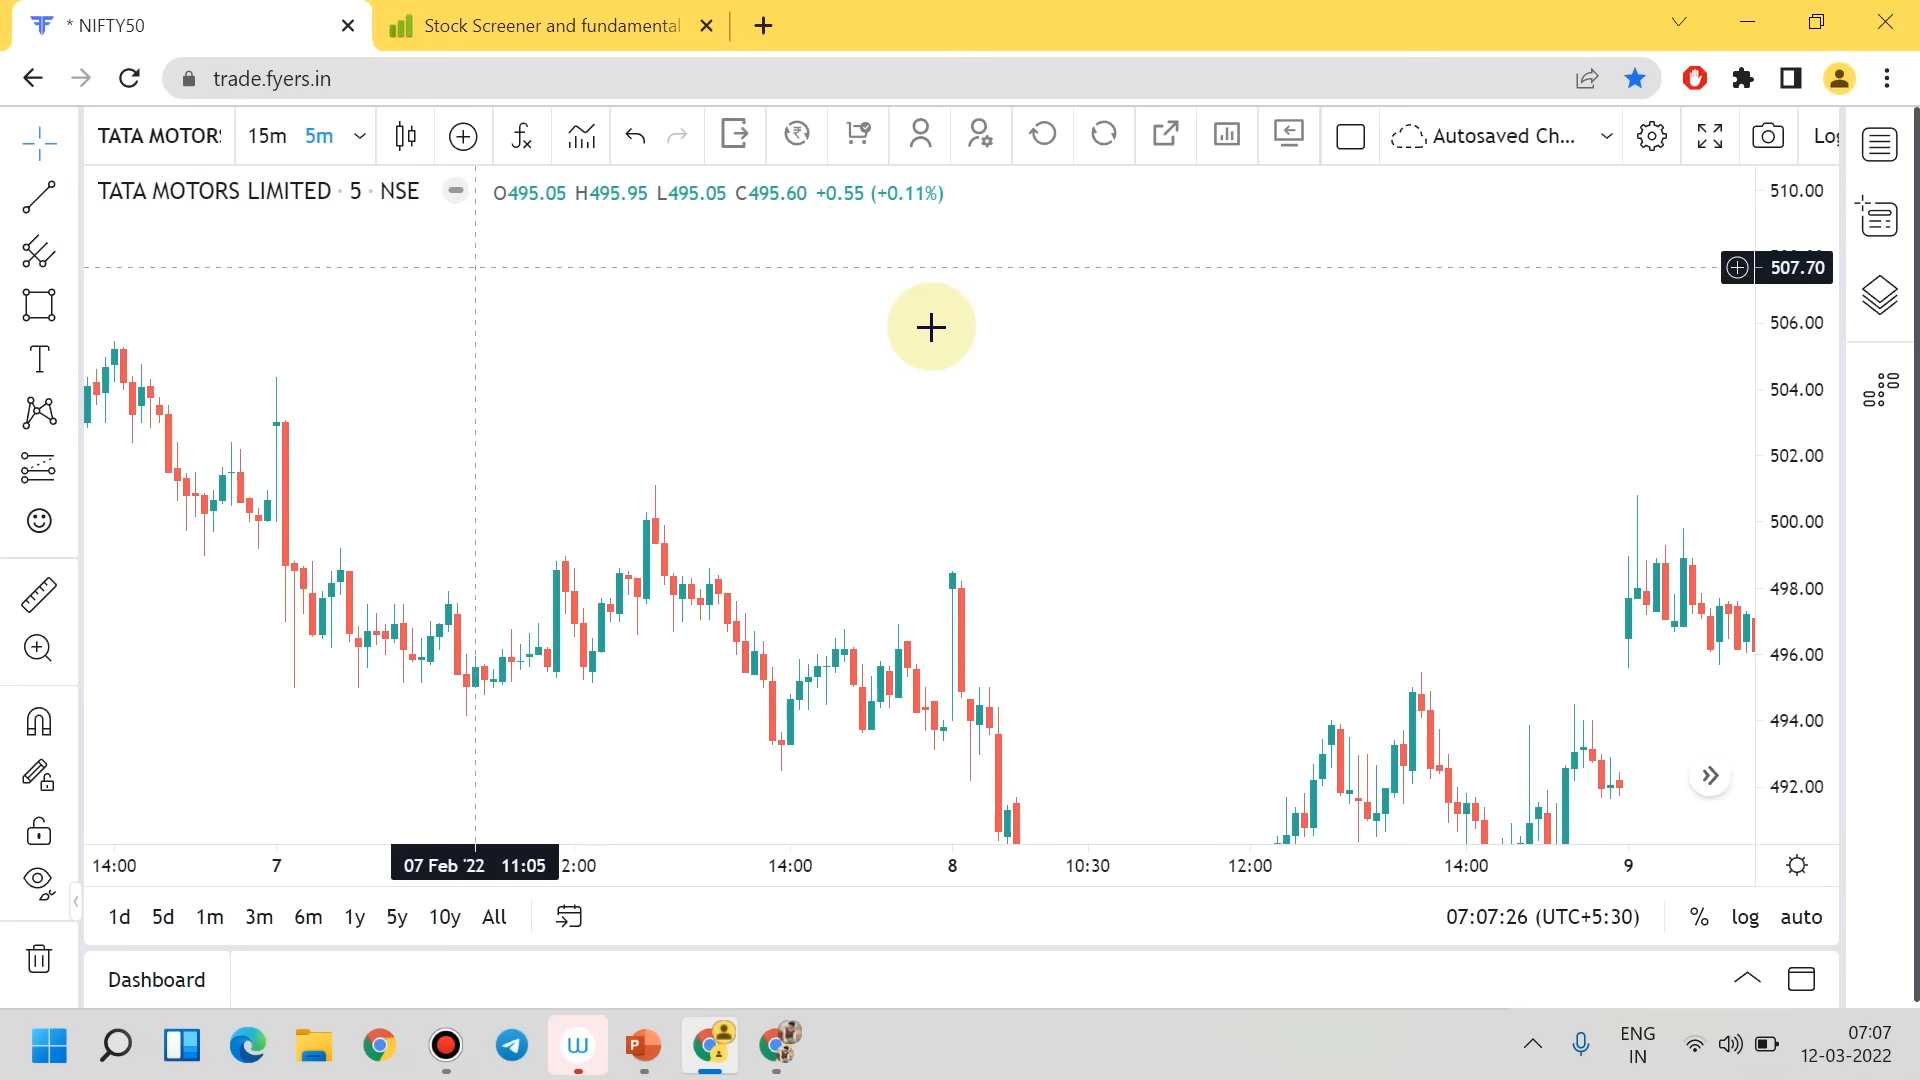 * NIFTY50
Stock Screener and fundamental
trade.fyers.in
TATA MOTOR
15m 5m
Autosaved Ch...
TATA MOTORS LIMITED · 5 · NSE
O495.05 H495.95 L495.05 C495.60 +0.55 (+0.11%)
510.00
507.70
506.00
504.00
502.00
500.00
498.00
496.00
494.00
492.00
14:00 7 07 Feb '22 11:05 2:00 14:00 8 10:30 12:00 14:00 9
1d 5d 1m 3m 6m 1y 5y 10y All
07:07:26 (UTC+5:30) % log auto
Dashboard
ENG
IN
07:07
12-03-2022